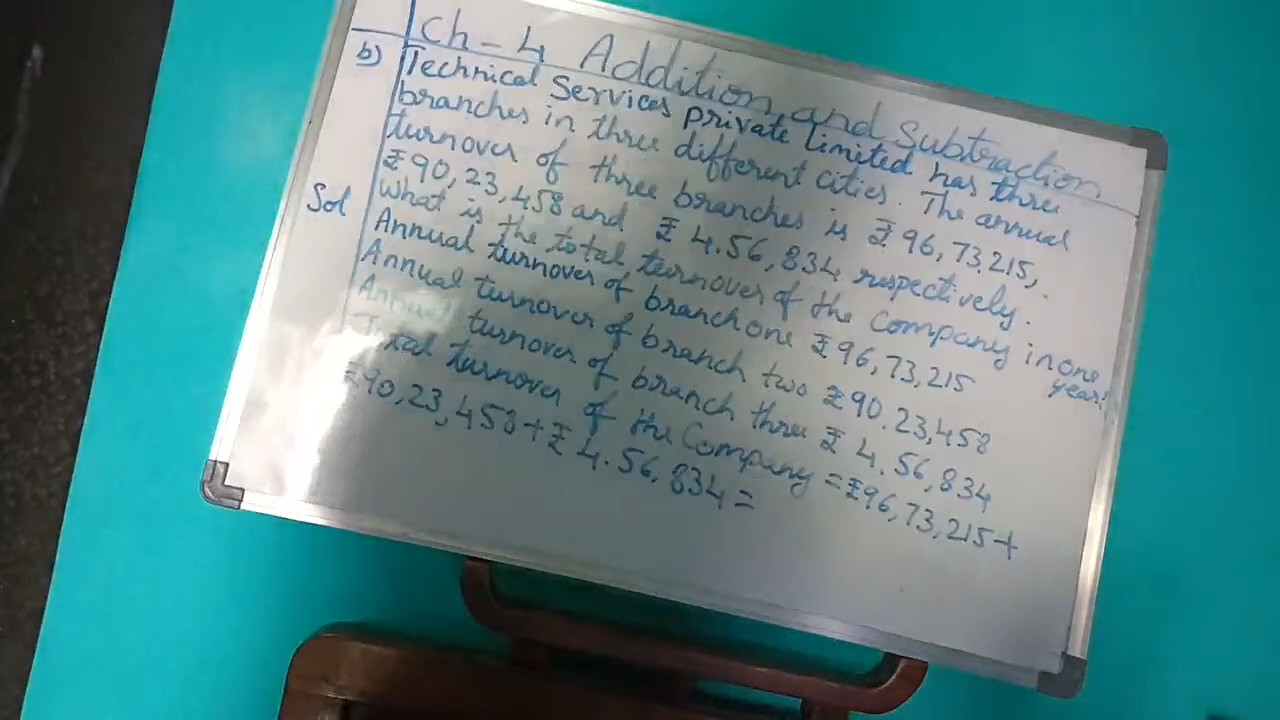 Ch-4 Addition and Subtraction
b) Technical Services private limited has three
branches in three different cities. The annual
turnover of three branches is ₹96,73,215,
₹90,23,458 and ₹4.56,834 respectively.
What is the total turnover of the Company in one year?
Sol Annual turnover of branch one ₹96,73,215
Annual turnover of branch two ₹90.23,458
Annual turnover of branch three ₹4.56,834
Total turnover of the Company = ₹96,73,215+
₹90,23,458+₹4.56,834=